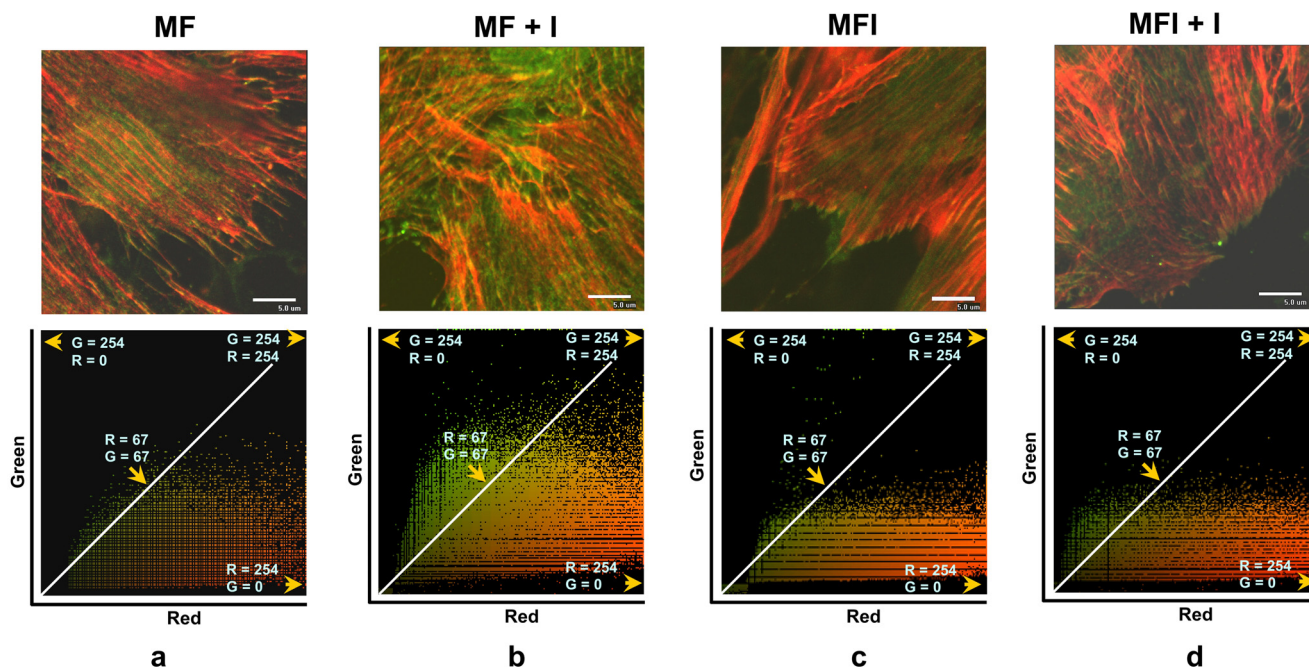 MF
MF + I
MFI
MFI + I
5.0 um
5.0 um
5.0 um
5.0 um
G = 254
R = 0
G = 254
R = 254
R = 67
G = 67
R = 254
G = 0
Green
Red
G = 254
R = 0
G = 254
R = 254
R = 67
G = 67
R = 254
G = 0
Green
Red
G = 254
R = 0
G = 254
R = 254
R = 67
G = 67
R = 254
G = 0
Green
Red
G = 254
R = 0
G = 254
R = 254
R = 67
G = 67
R = 254
G = 0
Green
Red
a
b
c
d